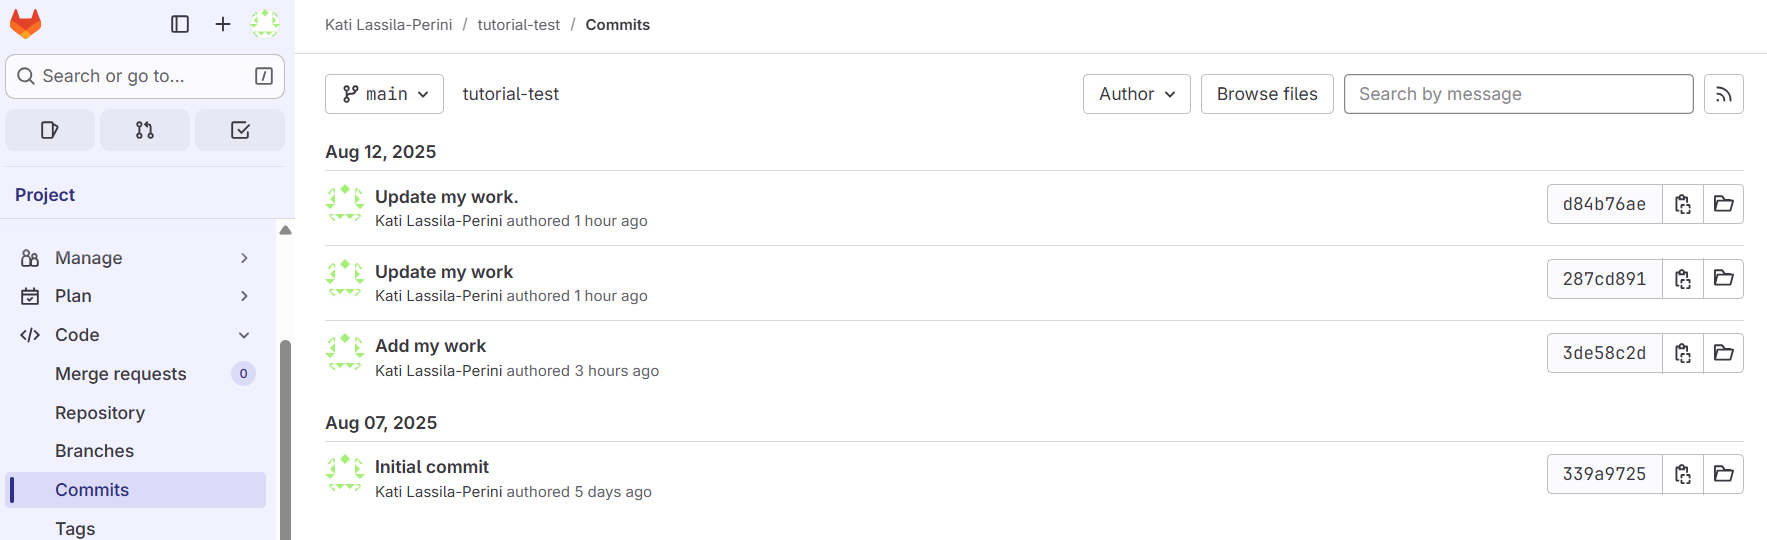 Kati Lassila-Perini / tutorial-test / Commits
Search or go to... /
Project
Manage
Plan
Code
Merge requests 0
Repository
Branches
Commits
Tags
main tutorial-test Author Browse files Search by message
Aug 12, 2025
Update my work.
Kati Lassila-Perini authored 1 hour ago
d84b76ae
Update my work
Kati Lassila-Perini authored 1 hour ago
287cd891
Add my work
Kati Lassila-Perini authored 3 hours ago
3de58c2d
Aug 07, 2025
Initial commit
Kati Lassila-Perini authored 5 days ago
339a9725